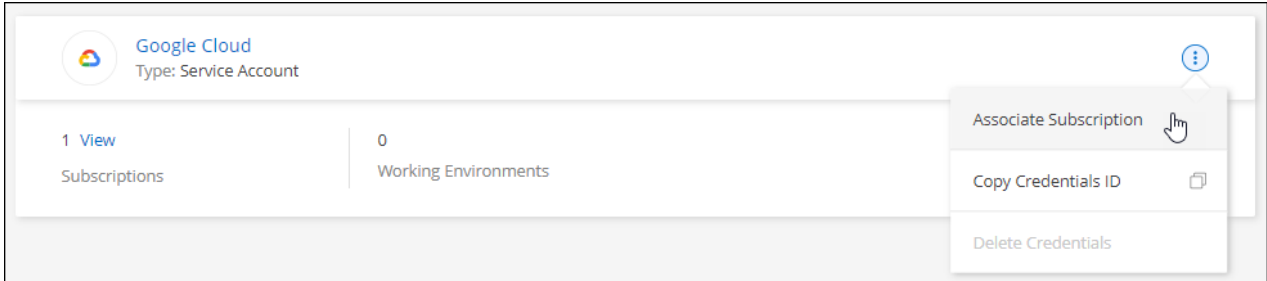 Google Cloud
Type: Service Account
1 View
Subscriptions
0
Working Environments
Associate Subscription
Copy Credentials ID
Delete Credentials